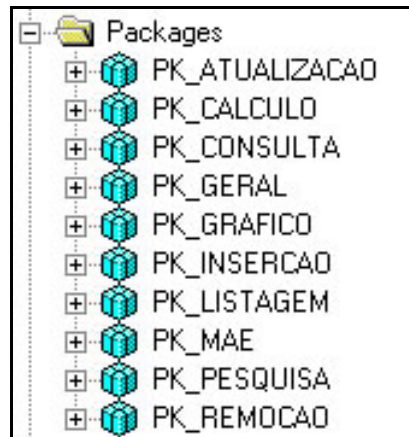 Packages
PK_ATUALIZACAO
PK_CALCULO
PK_CONSULTA
PK_GERAL
PK_GRAFICO
PK_INSERCAO
PK_LISTAGEM
PK_MAE
PK_PESQUISA
PK_REMOCAO